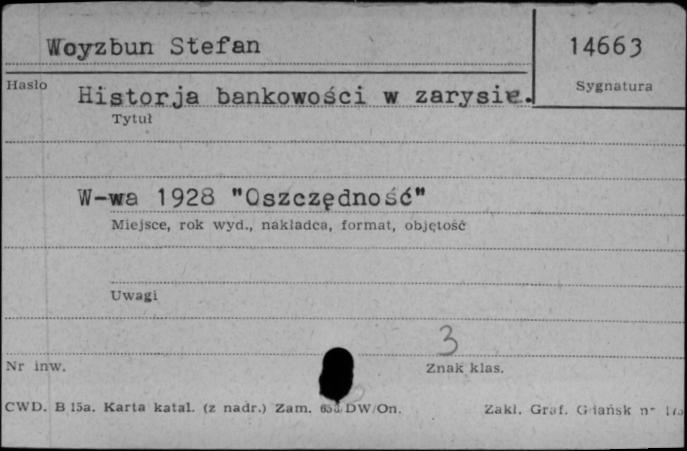 Woyzbun Stefan
14663
Hasło
Sygnatura
Historja bankowości w zarysie.
Tytuł
W-wa 1928 "Oszczędność"
Miejsce, rok wyd., nakładca, format, objętość
Uwagi
3
Nr inw.
Znak klas.
CWD. B 15a. Karta katal. (z nadr.) Zam. DW/On.
Zakł. Graf. Gdańsk